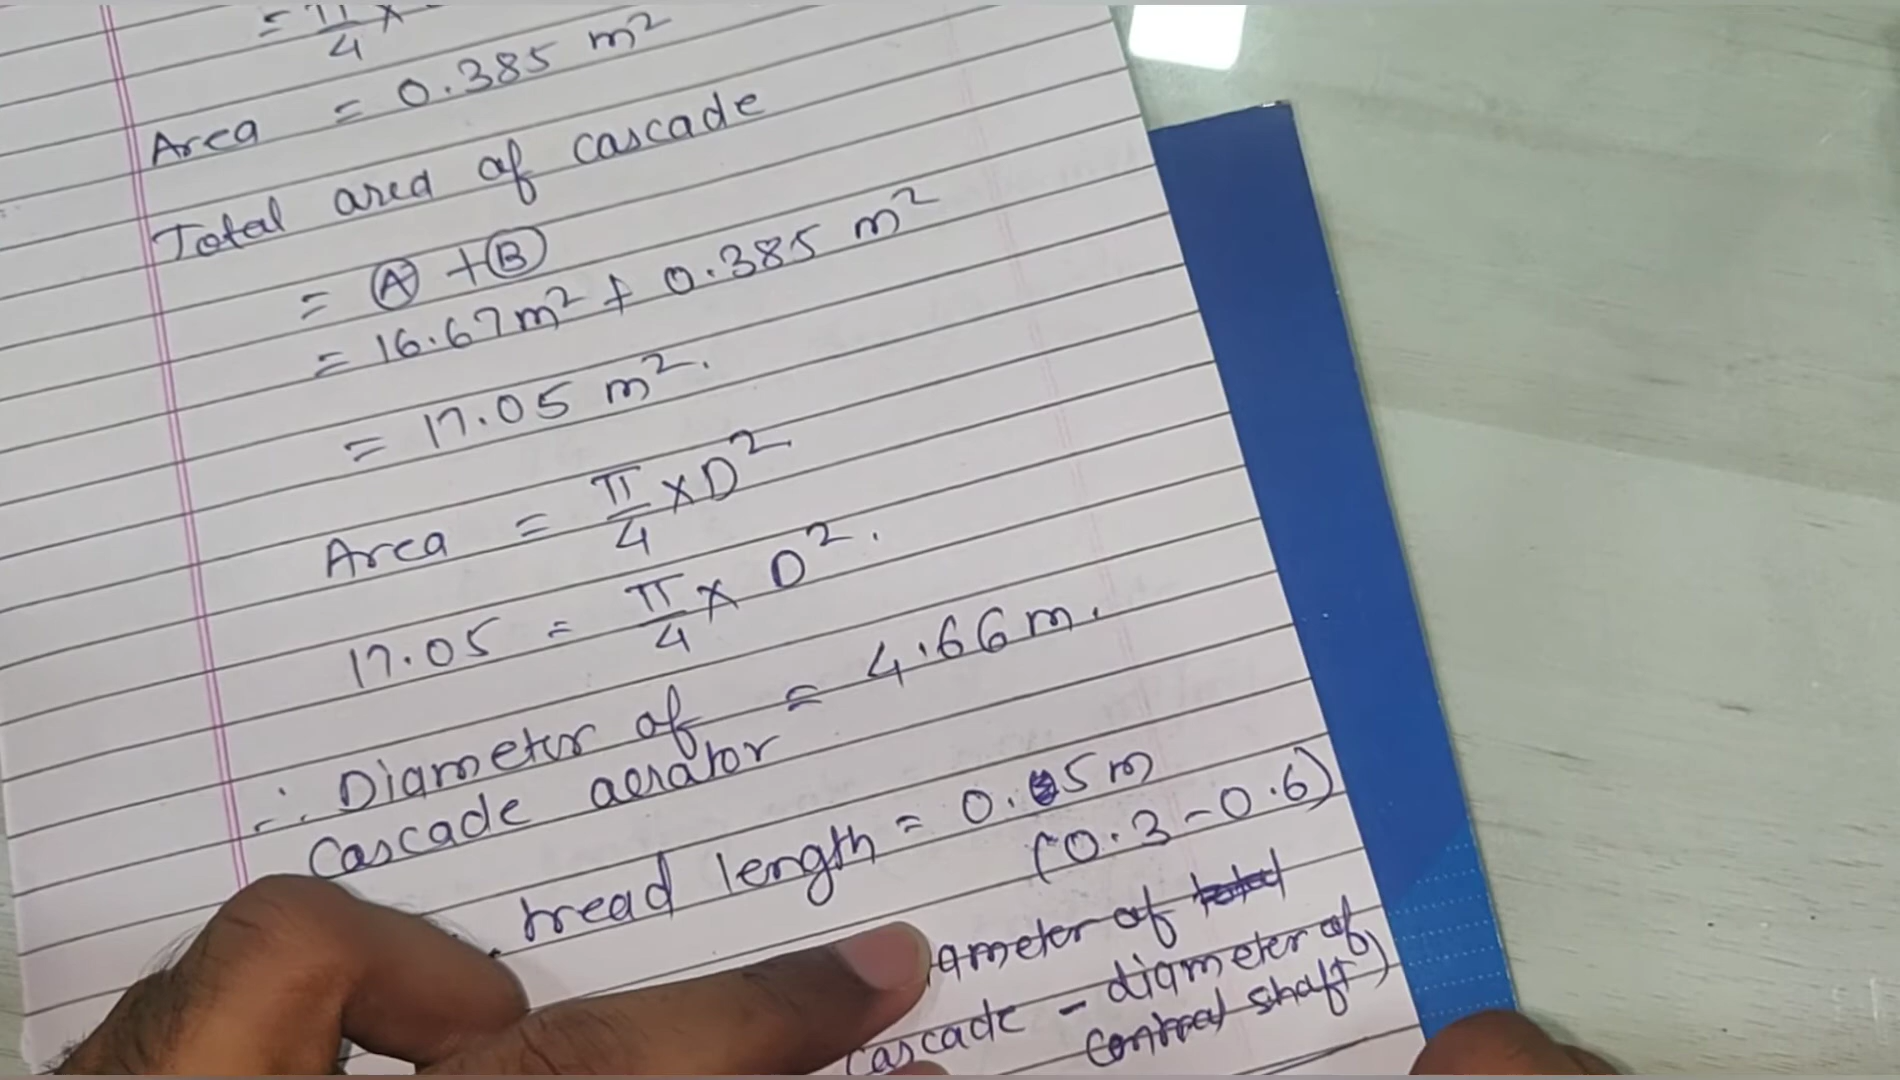 = π/4 ×
Area = 0.385 m²
Total area of cascade
= Ⓐ + Ⓑ
= 16.67 m² + 0.385 m²
= 17.05 m².
Area = π/4 × D²
17.05 = π/4 × D².
∴ Diameter of = 4.66 m.
Cascade aerator
tread length = 0.5 m
(0.3 - 0.6)
ameter of
cascade - diameter of
central shaft)